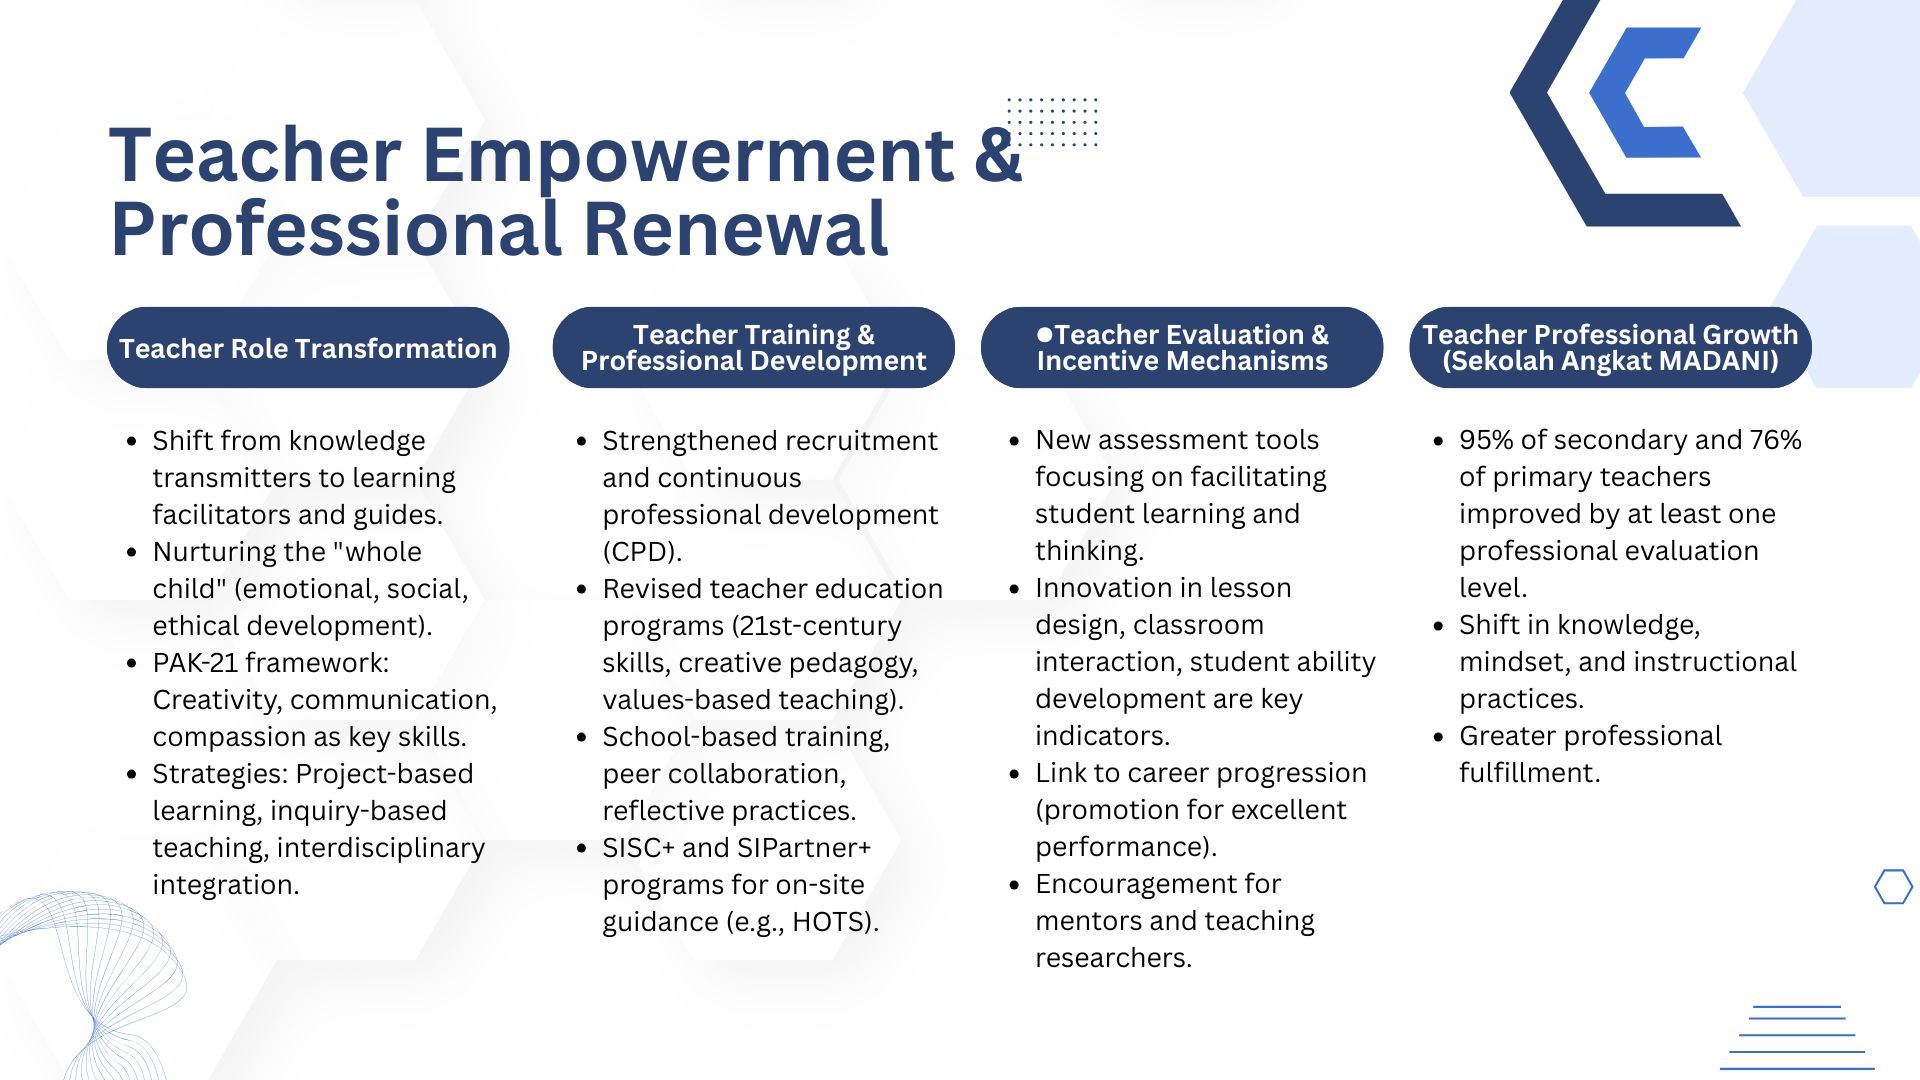 Teacher Empowerment &
Professional Renewal
Teacher Role Transformation
• Shift from knowledge
transmitters to learning
facilitators and guides.
• Nurturing the "whole
child" (emotional, social,
ethical development).
• PAK-21 framework:
Creativity, communication,
compassion as key skills.
• Strategies: Project-based
learning, inquiry-based
teaching, interdisciplinary
integration.
Teacher Training &
Professional Development
• Strengthened recruitment
and continuous
professional development
(CPD).
• Revised teacher education
programs (21st-century
skills, creative pedagogy,
values-based teaching).
• School-based training,
peer collaboration,
reflective practices.
• SISC+ and SIPartner+
programs for on-site
guidance (e.g., HOTS).
●Teacher Evaluation &
Incentive Mechanisms
• New assessment tools
focusing on facilitating
student learning and
thinking.
• Innovation in lesson
design, classroom
interaction, student ability
development are key
indicators.
• Link to career progression
(promotion for excellent
performance).
• Encouragement for
mentors and teaching
researchers.
Teacher Professional Growth
(Sekolah Angkat MADANI)
• 95% of secondary and 76%
of primary teachers
improved by at least one
professional evaluation
level.
• Shift in knowledge,
mindset, and instructional
practices.
• Greater professional
fulfillment.